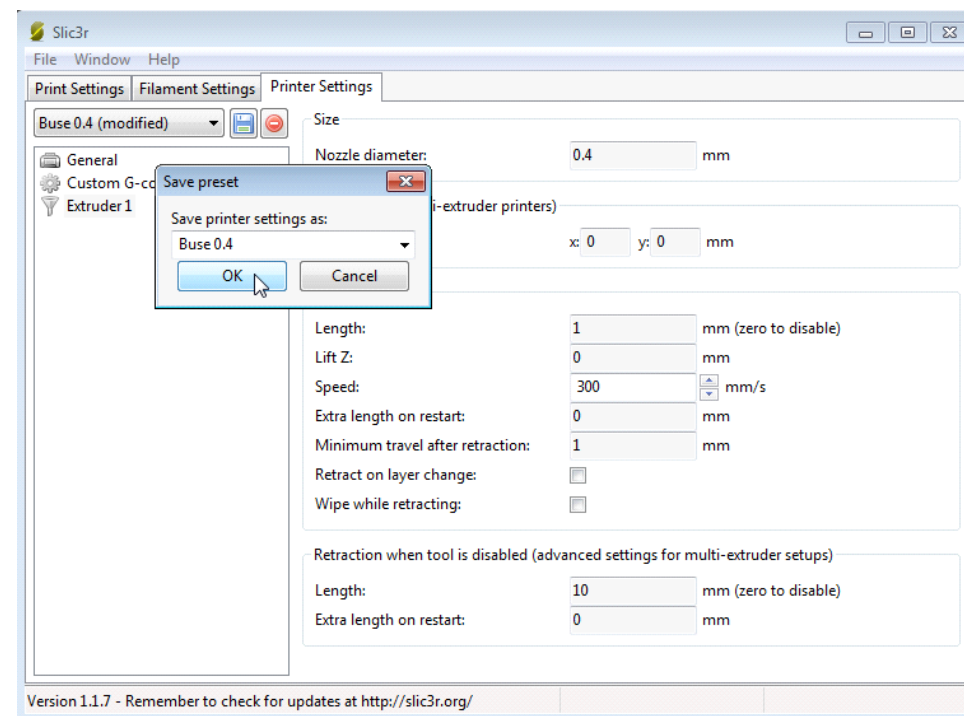 Slic3r
File Window Help
Print Settings Filament Settings Printer Settings
Buse 0.4 (modified)
General
Custom G-co
Extruder 1
Save preset
Save printer settings as:
Buse 0.4
OK Cancel
Size
Nozzle diameter: 0.4 mm
i-extruder printers)
x: 0 y: 0 mm
Length: 1 mm (zero to disable)
Lift Z: 0 mm
Speed: 300 mm/s
Extra length on restart: 0 mm
Minimum travel after retraction: 1 mm
Retract on layer change:
Wipe while retracting:
Retraction when tool is disabled (advanced settings for multi-extruder setups)
Length: 10 mm (zero to disable)
Extra length on restart: 0 mm
Version 1.1.7 - Remember to check for updates at http://slic3r.org/